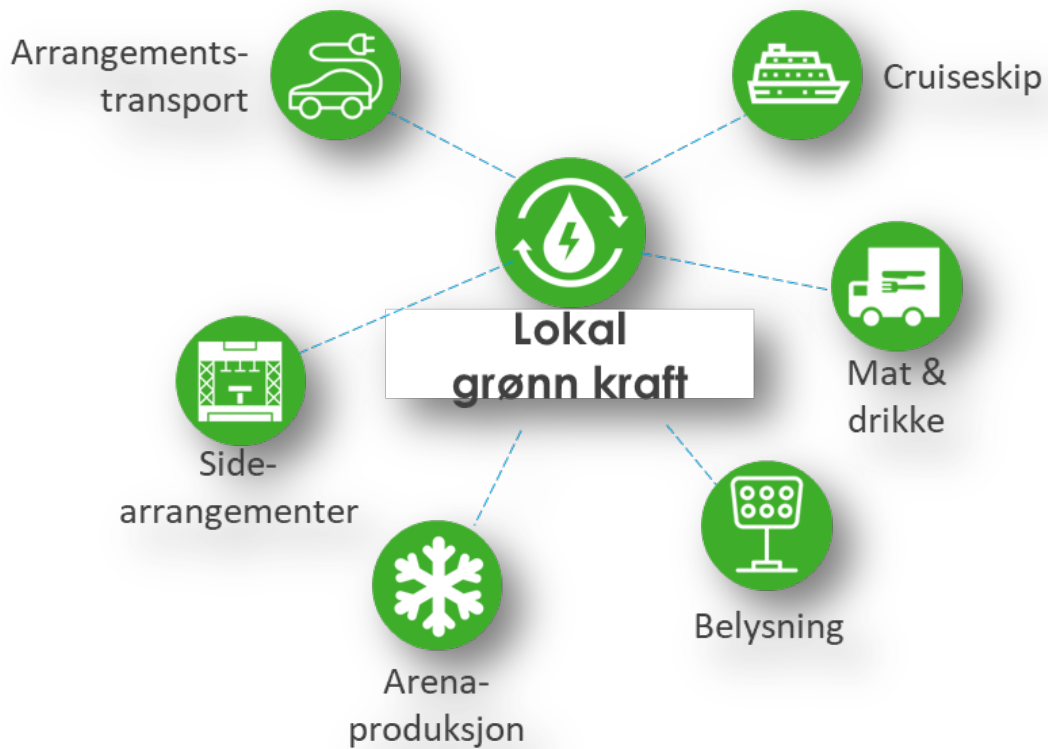 Arrangements-
transport
Cruiseskip
Lokal
grønn kraft
Mat &
drikke
Side-
arrangementer
Belysning
Arena-
produksjon